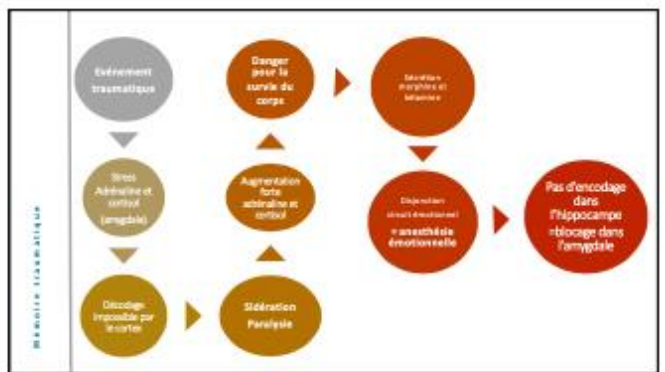 Mémoire traumatique
Evénement
traumatique
Stress
Adrénaline et
cortisol
(amygdale)
Décodage
impossible par
le cortex
Sidération
Paralysie
Augmentation
forte
adrénaline et
cortisol
Danger
pour la
survie du
corps
Sécrétion
morphine et
kétamine
Disjonction
circuit émotionnel
= anesthésie
émotionnelle
Pas d'encodage
dans
l'hippocampe
=blocage dans
l'amygdale